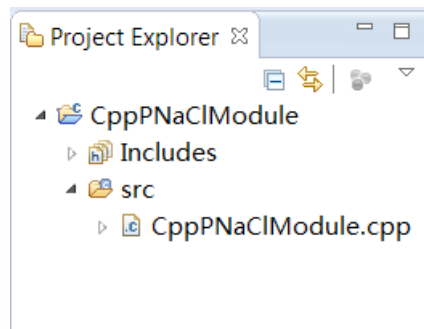 Project Explorer
CppPNaClModule
Includes
src
CppPNaClModule.cpp